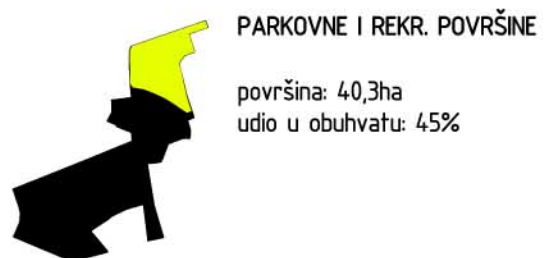 PARKOVNE I REKR. POVRŠINE
površina: 40,3ha
udio u obuhvatu: 45%